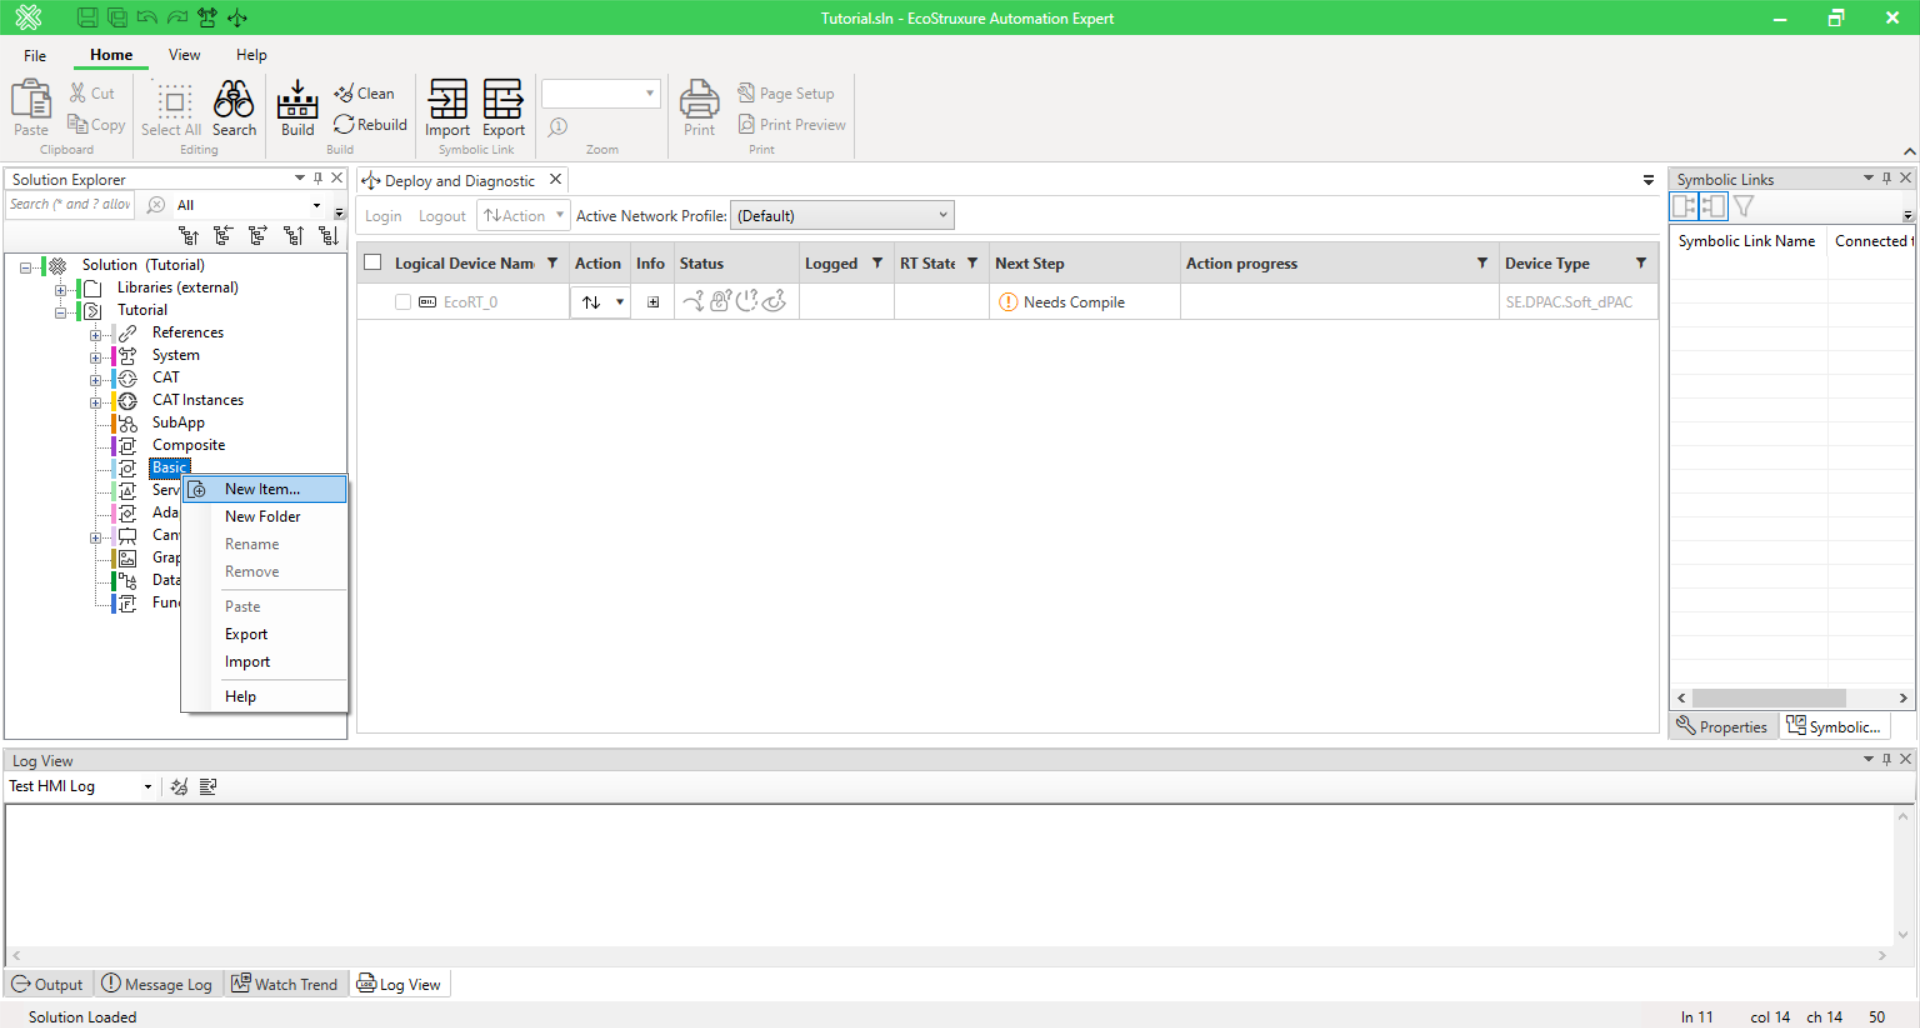 Tutorial.sln - EcoStruxure Automation Expert
File Home View Help
Paste Cut Copy Clipboard
Select All Search Editing
Build Clean Rebuild Build
Import Export Symbolic Link
Zoom
Print Page Setup Print Preview Print
Solution Explorer
Search (* and ? allow
All
Solution (Tutorial)
Libraries (external)
Tutorial
References
System
CAT
CAT Instances
SubApp
Composite
Basic
Serv
Ada
Can
Grap
Data
Func
New Item...
New Folder
Rename
Remove
Paste
Export
Import
Help
Deploy and Diagnostic
Login Logout Action Active Network Profile: (Default)
Logical Device Nam Action Info Status Logged RT State Next Step Action progress Device Type
EcoRT_0 Needs Compile SE.DPAC.Soft_dPAC
Symbolic Links
Symbolic Link Name Connected t
Properties Symbolic...
Log View
Test HMI Log
Output Message Log Watch Trend Log View
Solution Loaded ln 11 col 14 ch 14 50